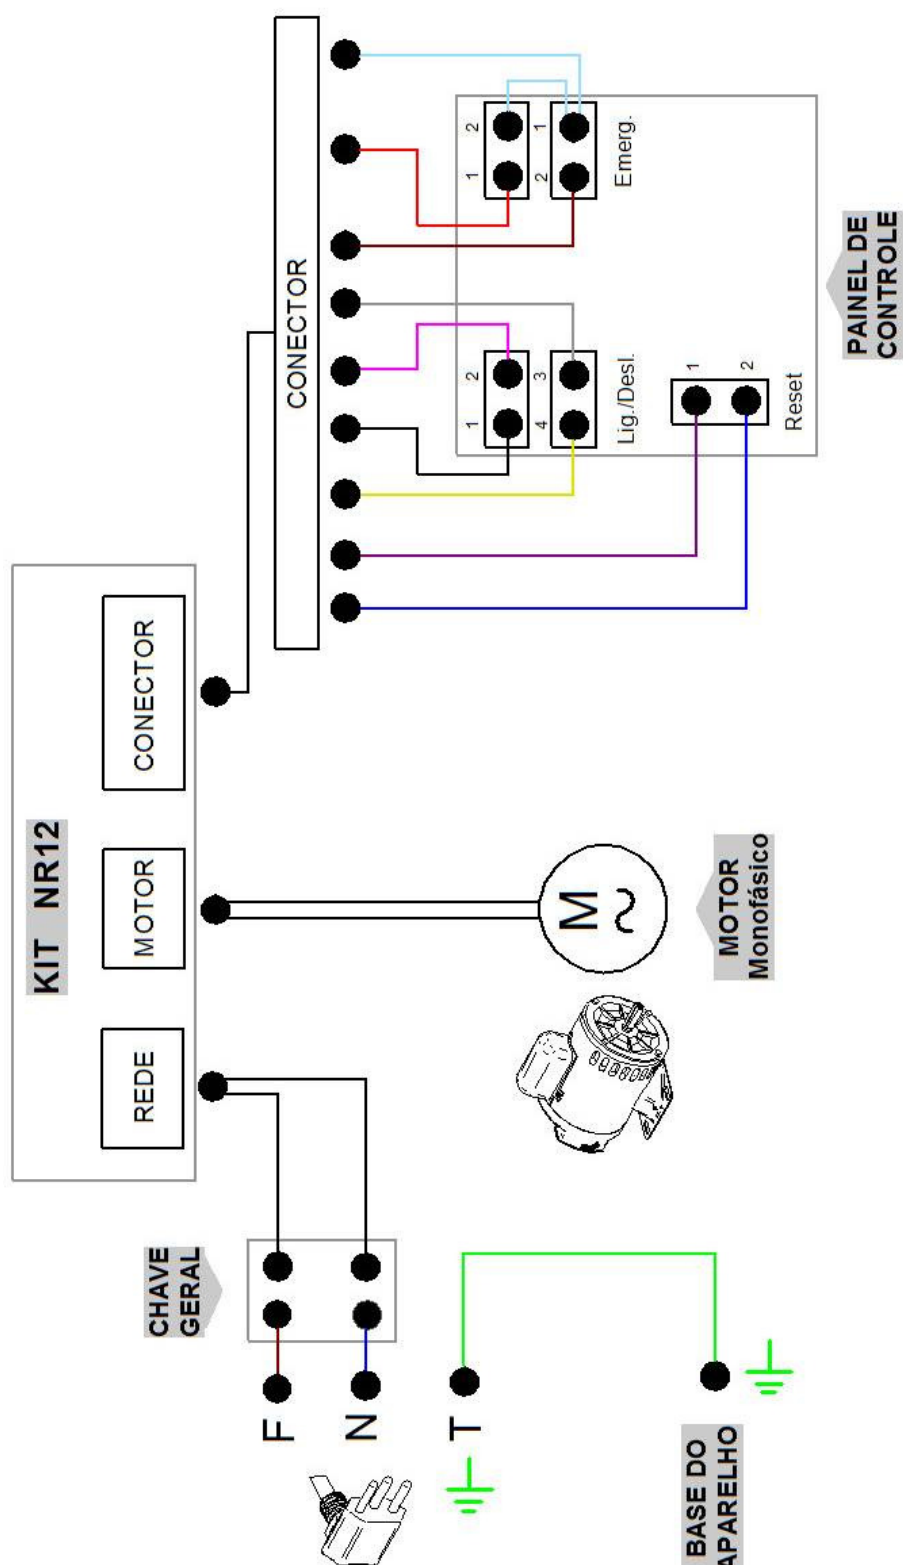 KIT NR12
REDE
MOTOR
CONECTOR
CONECTOR
CHAVE
GERAL
F
N
T
BASE DO
APARELHO
M
MOTOR
Monofásico
1 2
4 3
Lig./Desl.
1 2
2 1
Emerg.
1
2
Reset
PAINEL DE
CONTROLE